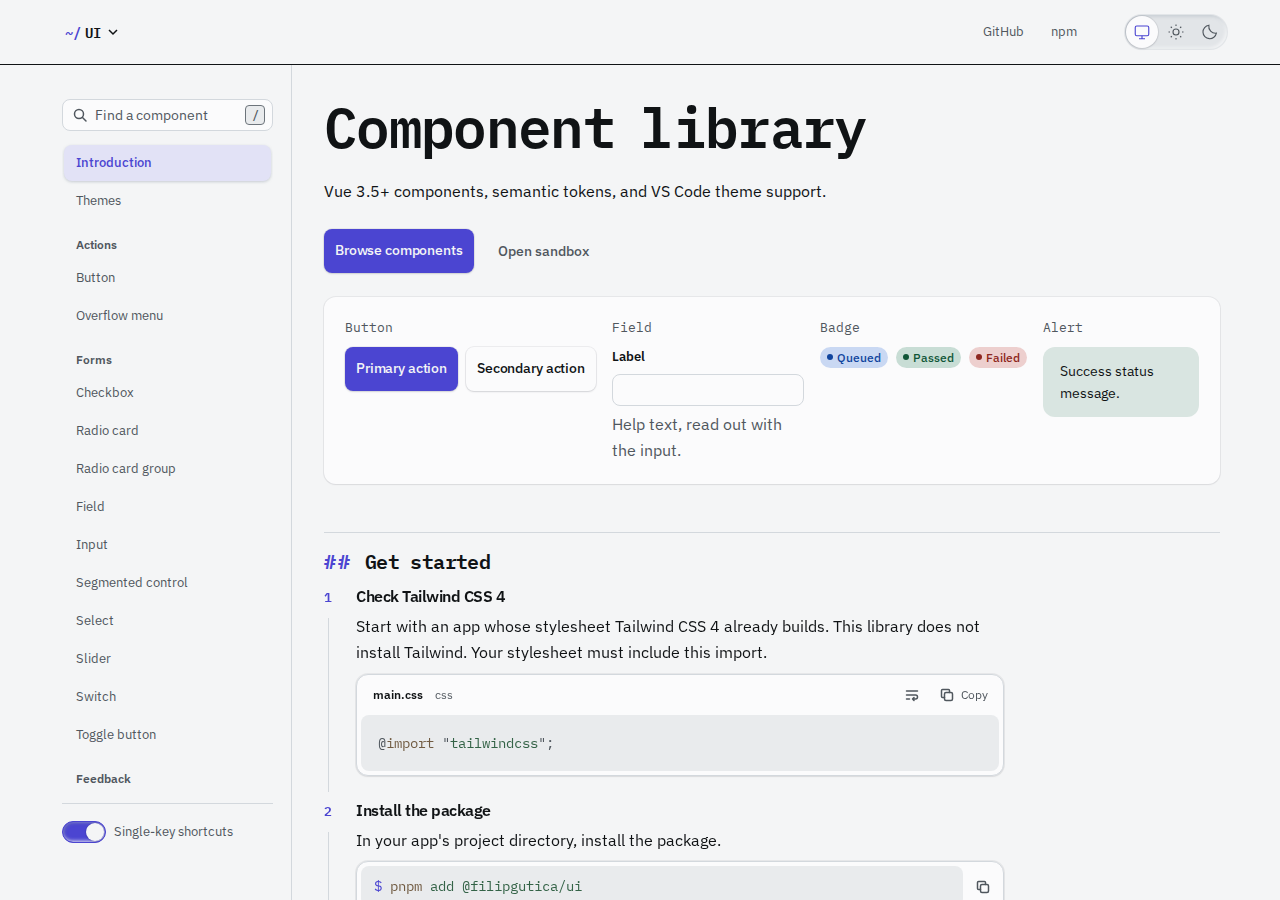 ~/ UI
GitHub
npm
Find a component
/
Introduction
Themes
Actions
Button
Overflow menu
Forms
Checkbox
Radio card
Radio card group
Field
Input
Segmented control
Select
Slider
Switch
Toggle button
Feedback
Single-key shortcuts
Component library
Vue 3.5+ components, semantic tokens, and VS Code theme support.
Browse components
Open sandbox
Button
Primary action
Secondary action
Field
Label
Help text, read out with
the input.
Badge
Queued
Passed
Failed
Alert
Success status
message.
## Get started
1
Check Tailwind CSS 4
Start with an app whose stylesheet Tailwind CSS 4 already builds. This library does not
install Tailwind. Your stylesheet must include this import.
main.css css
Copy
@import "tailwindcss";
2
Install the package
In your app's project directory, install the package.
$ pnpm add @filipgutica/ui